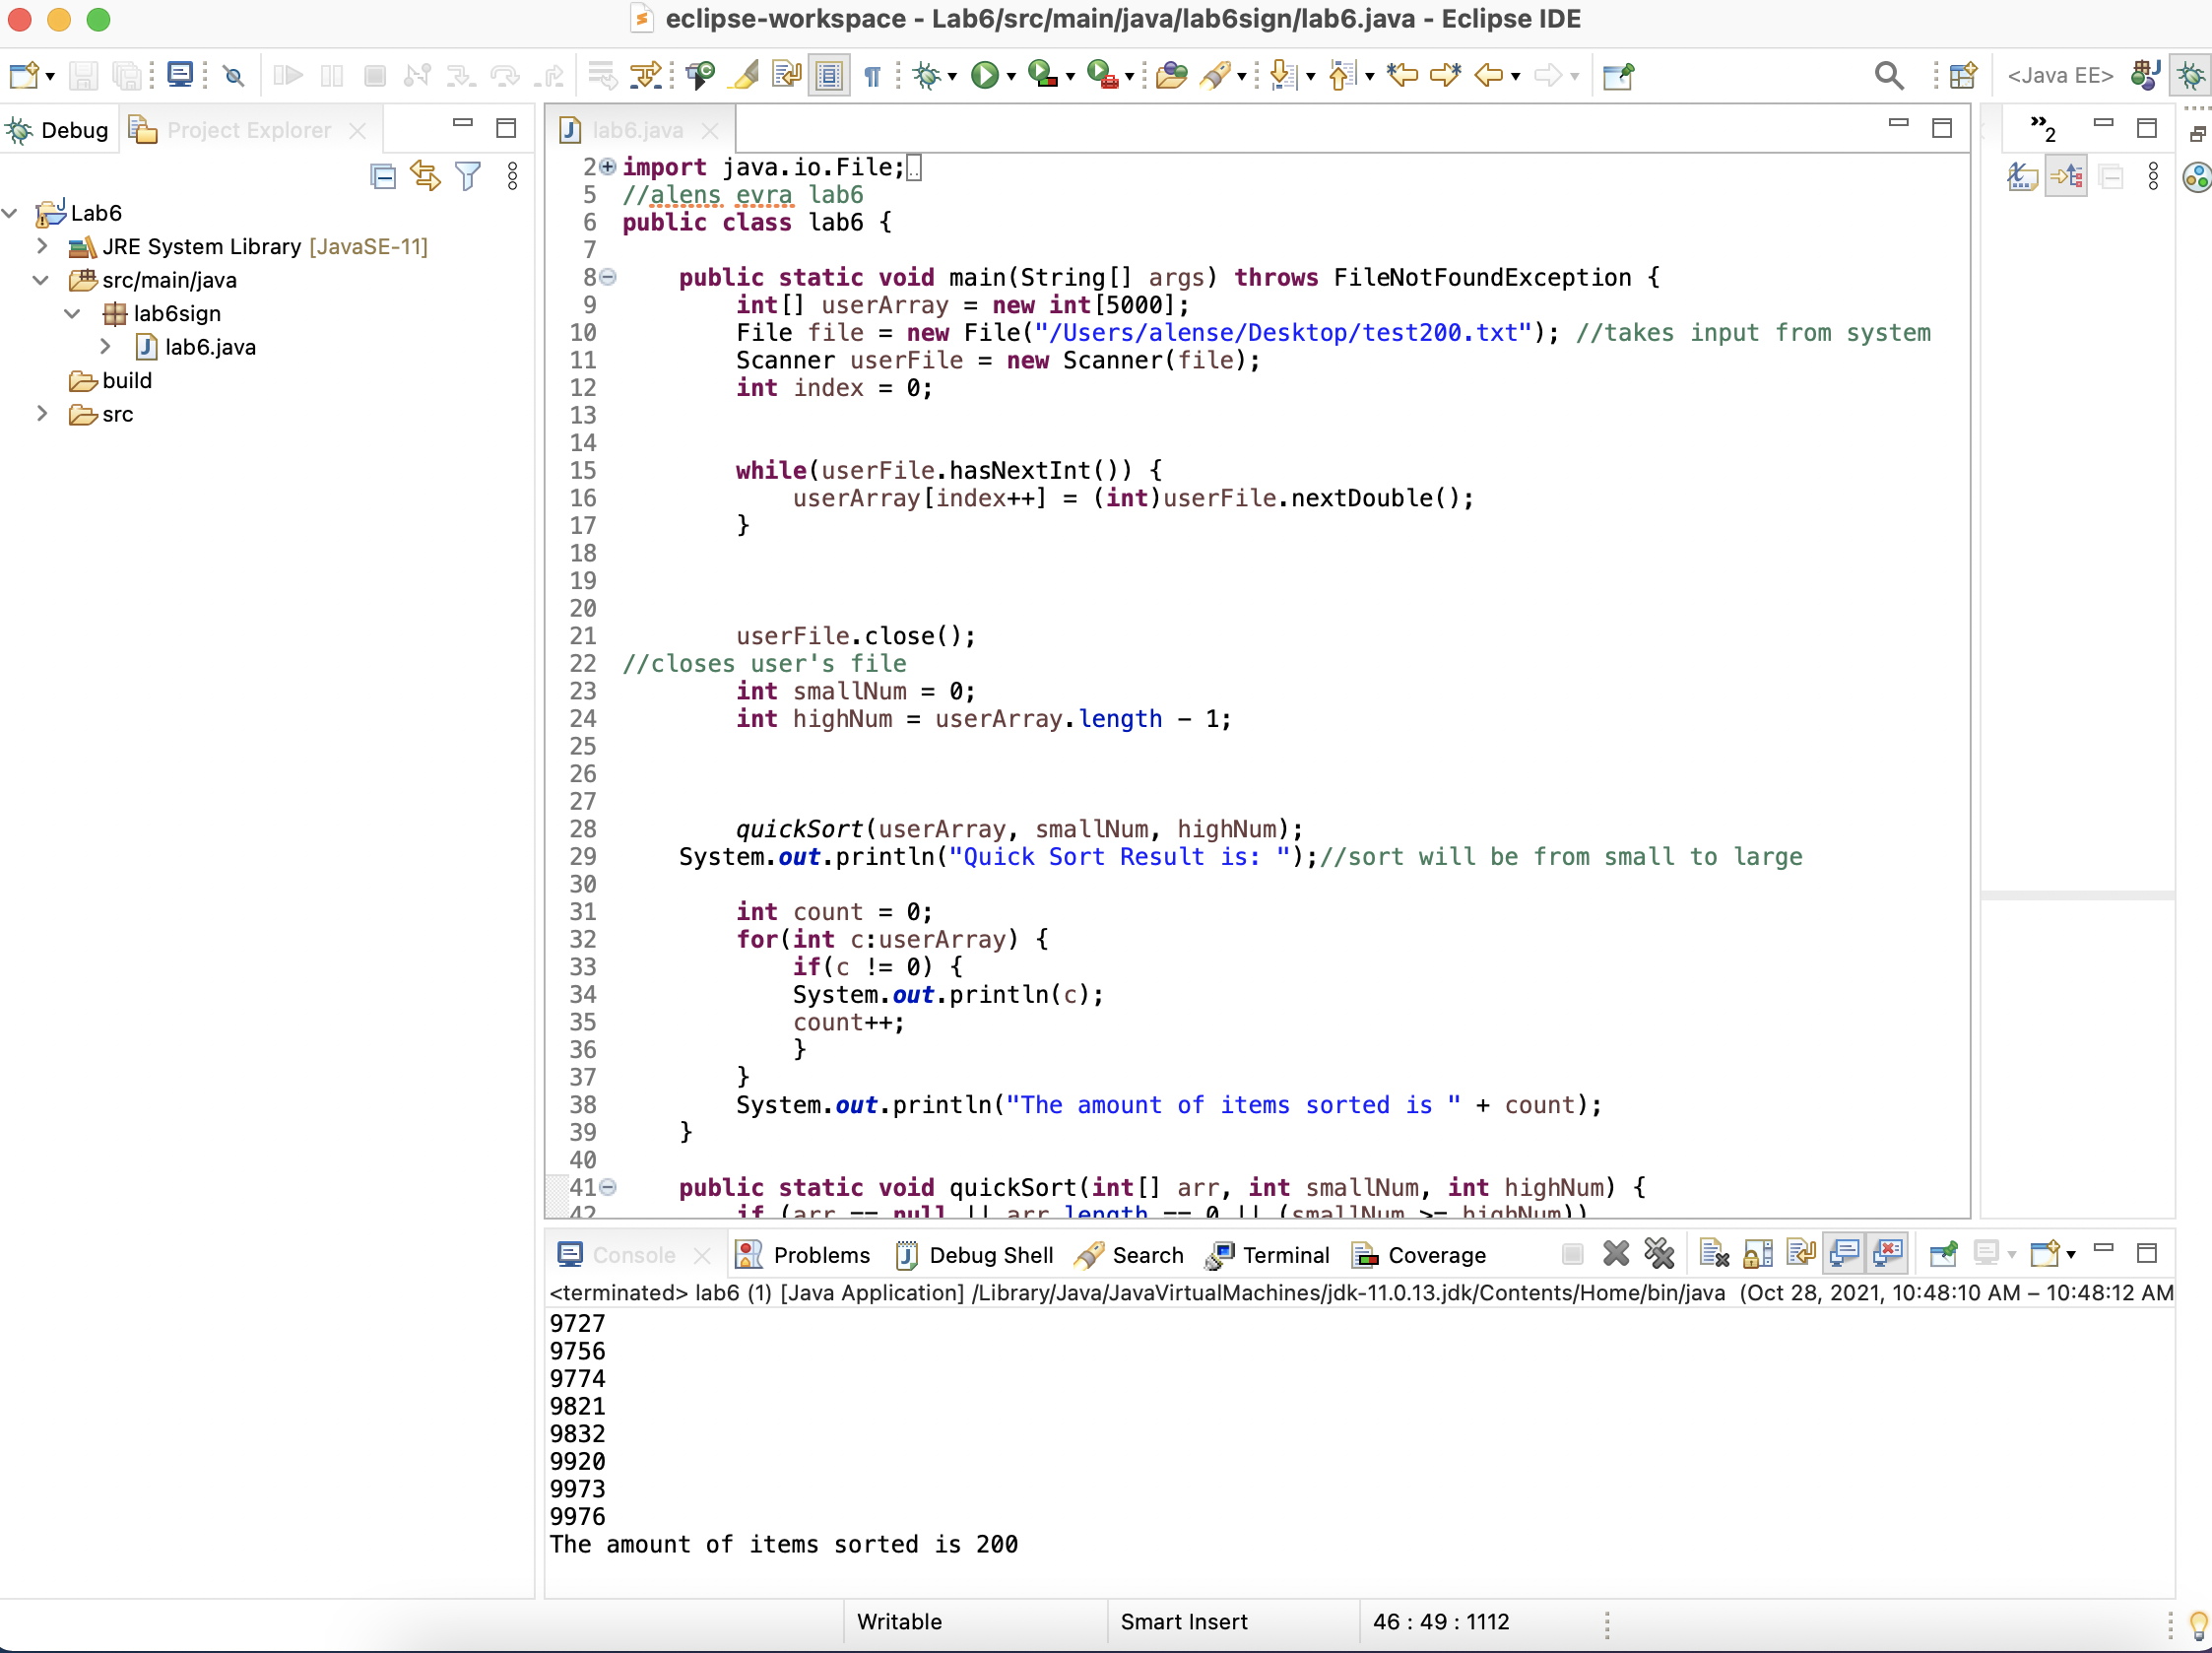 eclipse-workspace - Lab6/src/main/java/lab6sign/lab6.java - Eclipse IDE
<Java EE>
Debug
Project Explorer
lab6.java
2
Lab6
JRE System Library [JavaSE-11]
src/main/java
lab6sign
lab6.java
build
src
2 import java.io.File;
5 //alens evra lab6
6 public class lab6 {
7
8 public static void main(String[] args) throws FileNotFoundException {
9 int[] userArray = new int[5000];
10 File file = new File("/Users/alense/Desktop/test200.txt"); //takes input from system
11 Scanner userFile = new Scanner(file);
12 int index = 0;
13
14
15 while(userFile.hasNextInt()) {
16 userArray[index++] = (int)userFile.nextDouble();
17 }
18
19
20
21 userFile.close();
22 //closes user's file
23 int smallNum = 0;
24 int highNum = userArray.length - 1;
25
26
27
28 quickSort(userArray, smallNum, highNum);
29 System.out.println("Quick Sort Result is: ");//sort will be from small to large
30
31 int count = 0;
32 for(int c:userArray) {
33 if(c != 0) {
34 System.out.println(c);
35 count++;
36 }
37 }
38 System.out.println("The amount of items sorted is " + count);
39 }
40
41 public static void quickSort(int[] arr, int smallNum, int highNum) {
42 if (arr == null || arr.length == 0 || (smallNum >= highNum))
Console
Problems
Debug Shell
Search
Terminal
Coverage
<terminated> lab6 (1) [Java Application] /Library/Java/JavaVirtualMachines/jdk-11.0.13.jdk/Contents/Home/bin/java (Oct 28, 2021, 10:48:10 AM – 10:48:12 AM
9727
9756
9774
9821
9832
9920
9973
9976
The amount of items sorted is 200
Writable
Smart Insert
46 : 49 : 1112